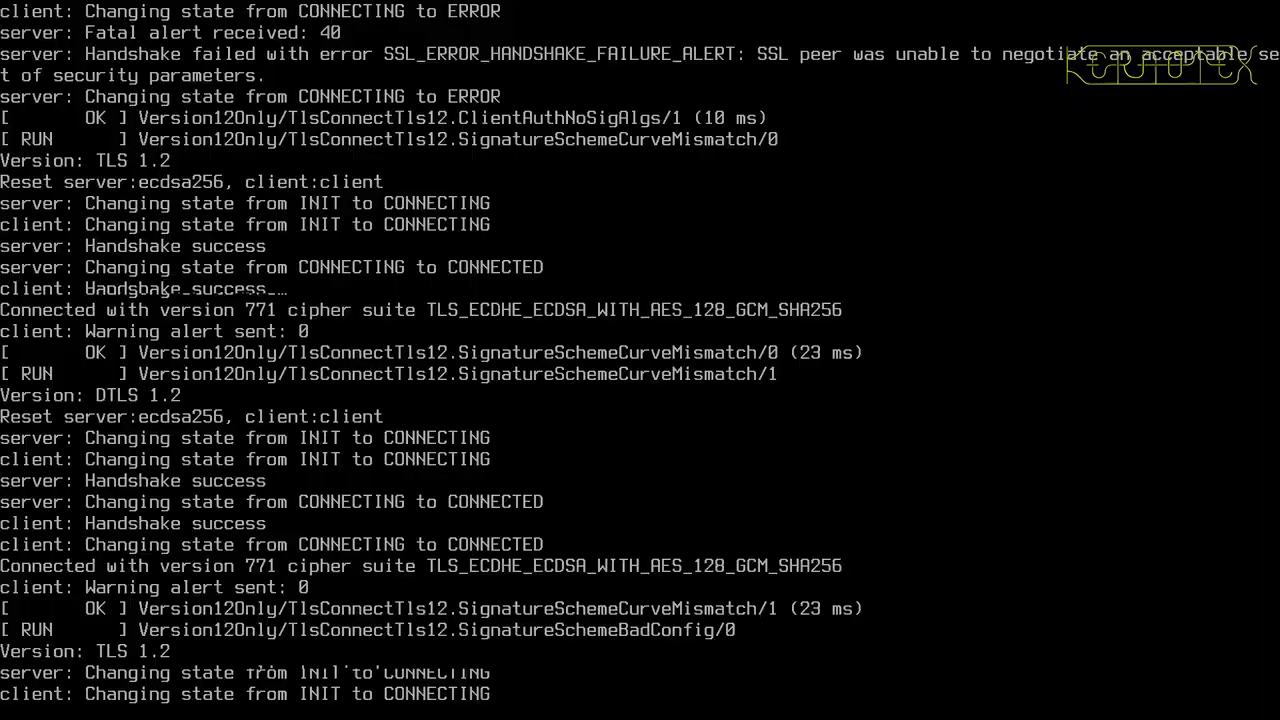 client: Changing state from CONNECTING to ERROR
server: Fatal alert received: 40
server: Handshake failed with error SSL_ERROR_HANDSHAKE_FAILURE_ALERT: SSL peer was unable to negotiate an acceptable se
t of security parameters.
server: Changing state from CONNECTING to ERROR
[       OK ] Version12Only/TlsConnectTls12.ClientAuthNoSigAlgs/1 (10 ms)
[ RUN      ] Version12Only/TlsConnectTls12.SignatureSchemeCurveMismatch/0
Version: TLS 1.2
Reset server:ecdsa256, client:client
server: Changing state from INIT to CONNECTING
client: Changing state from INIT to CONNECTING
server: Handshake success
server: Changing state from CONNECTING to CONNECTED
client: Handshake success
Connected with version 771 cipher suite TLS_ECDHE_ECDSA_WITH_AES_128_GCM_SHA256
client: Warning alert sent: 0
[       OK ] Version12Only/TlsConnectTls12.SignatureSchemeCurveMismatch/0 (23 ms)
[ RUN      ] Version12Only/TlsConnectTls12.SignatureSchemeCurveMismatch/1
Version: DTLS 1.2
Reset server:ecdsa256, client:client
server: Changing state from INIT to CONNECTING
client: Changing state from INIT to CONNECTING
server: Handshake success
server: Changing state from CONNECTING to CONNECTED
client: Handshake success
client: Changing state from CONNECTING to CONNECTED
Connected with version 771 cipher suite TLS_ECDHE_ECDSA_WITH_AES_128_GCM_SHA256
client: Warning alert sent: 0
[       OK ] Version12Only/TlsConnectTls12.SignatureSchemeCurveMismatch/1 (23 ms)
[ RUN      ] Version12Only/TlsConnectTls12.SignatureSchemeBadConfig/0
Version: TLS 1.2
server: Changing state from INIT to CONNECTING
client: Changing state from INIT to CONNECTING